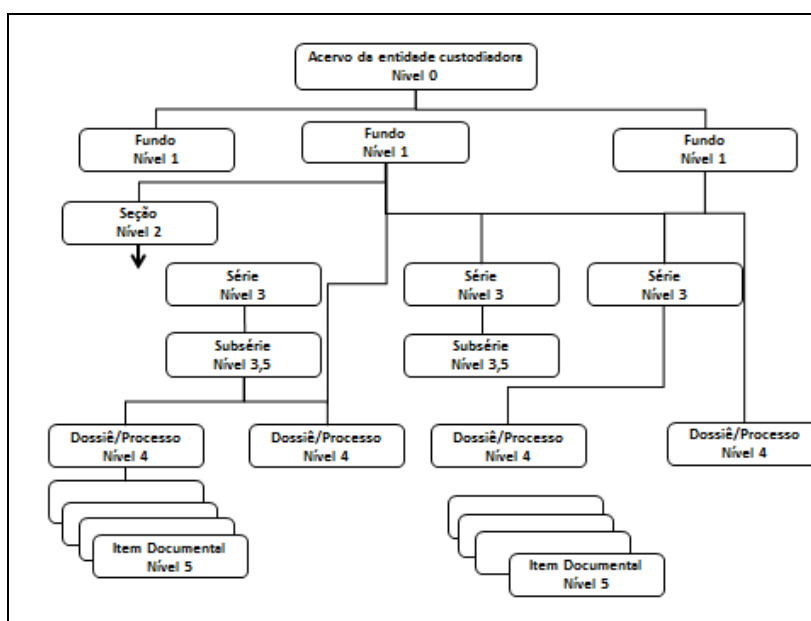 Acervo da entidade custodiadora
Nível 0
Fundo
Nível 1
Fundo
Nível 1
Fundo
Nível 1
Seção
Nível 2
Série
Nível 3
Série
Nível 3
Série
Nível 3
Subsérie
Nível 3,5
Subsérie
Nível 3,5
Dossiê/Processo
Nível 4
Dossiê/Processo
Nível 4
Dossiê/Processo
Nível 4
Dossiê/Processo
Nível 4
Item Documental
Nível 5
Item Documental
Nível 5